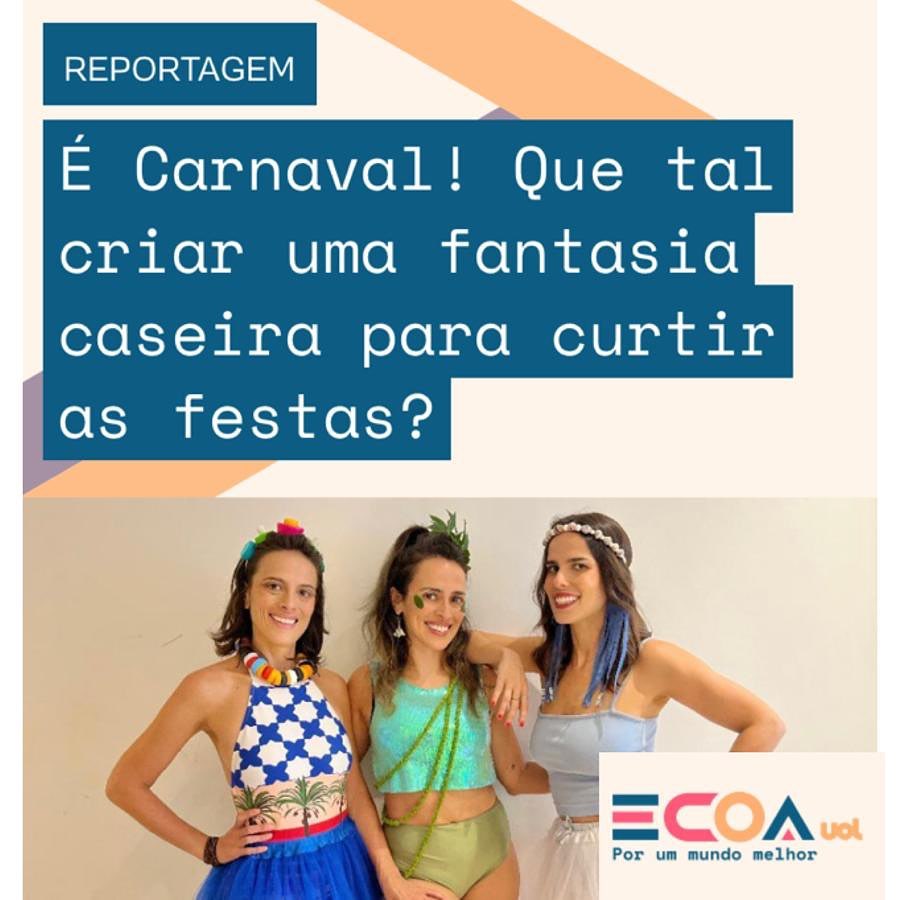 REPORTAGEM
É Carnaval! Que tal
criar uma fantasia
caseira para curtir
as festas?
ECOA uol
Por um mundo melhor